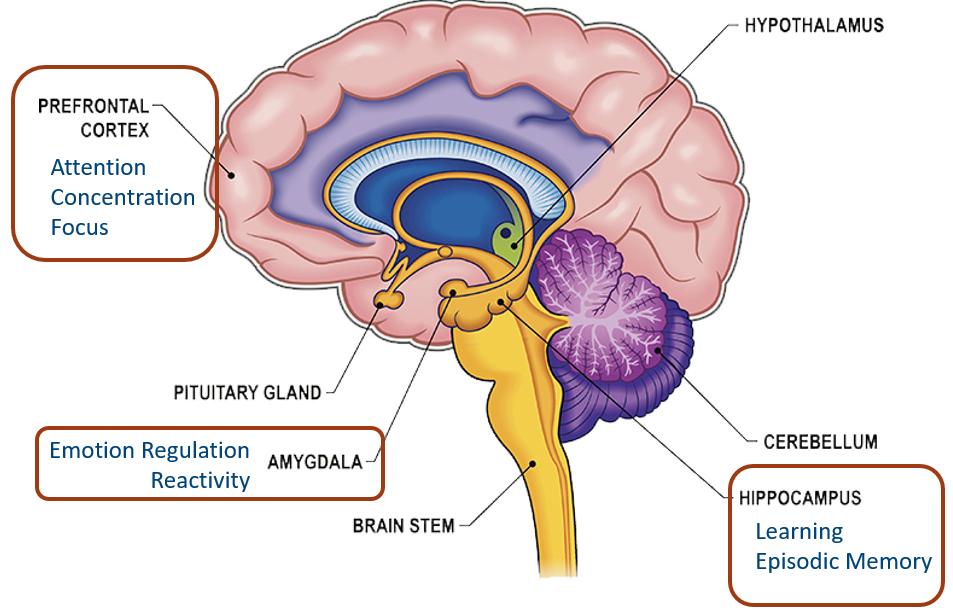 HYPOTHALAMUS
PREFRONTAL
CORTEX
Attention
Concentration
Focus
PITUITARY GLAND
Emotion Regulation
Reactivity
AMYGDALA
CEREBELLUM
BRAIN STEM
HIPPOCAMPUS
Learning
Episodic Memory